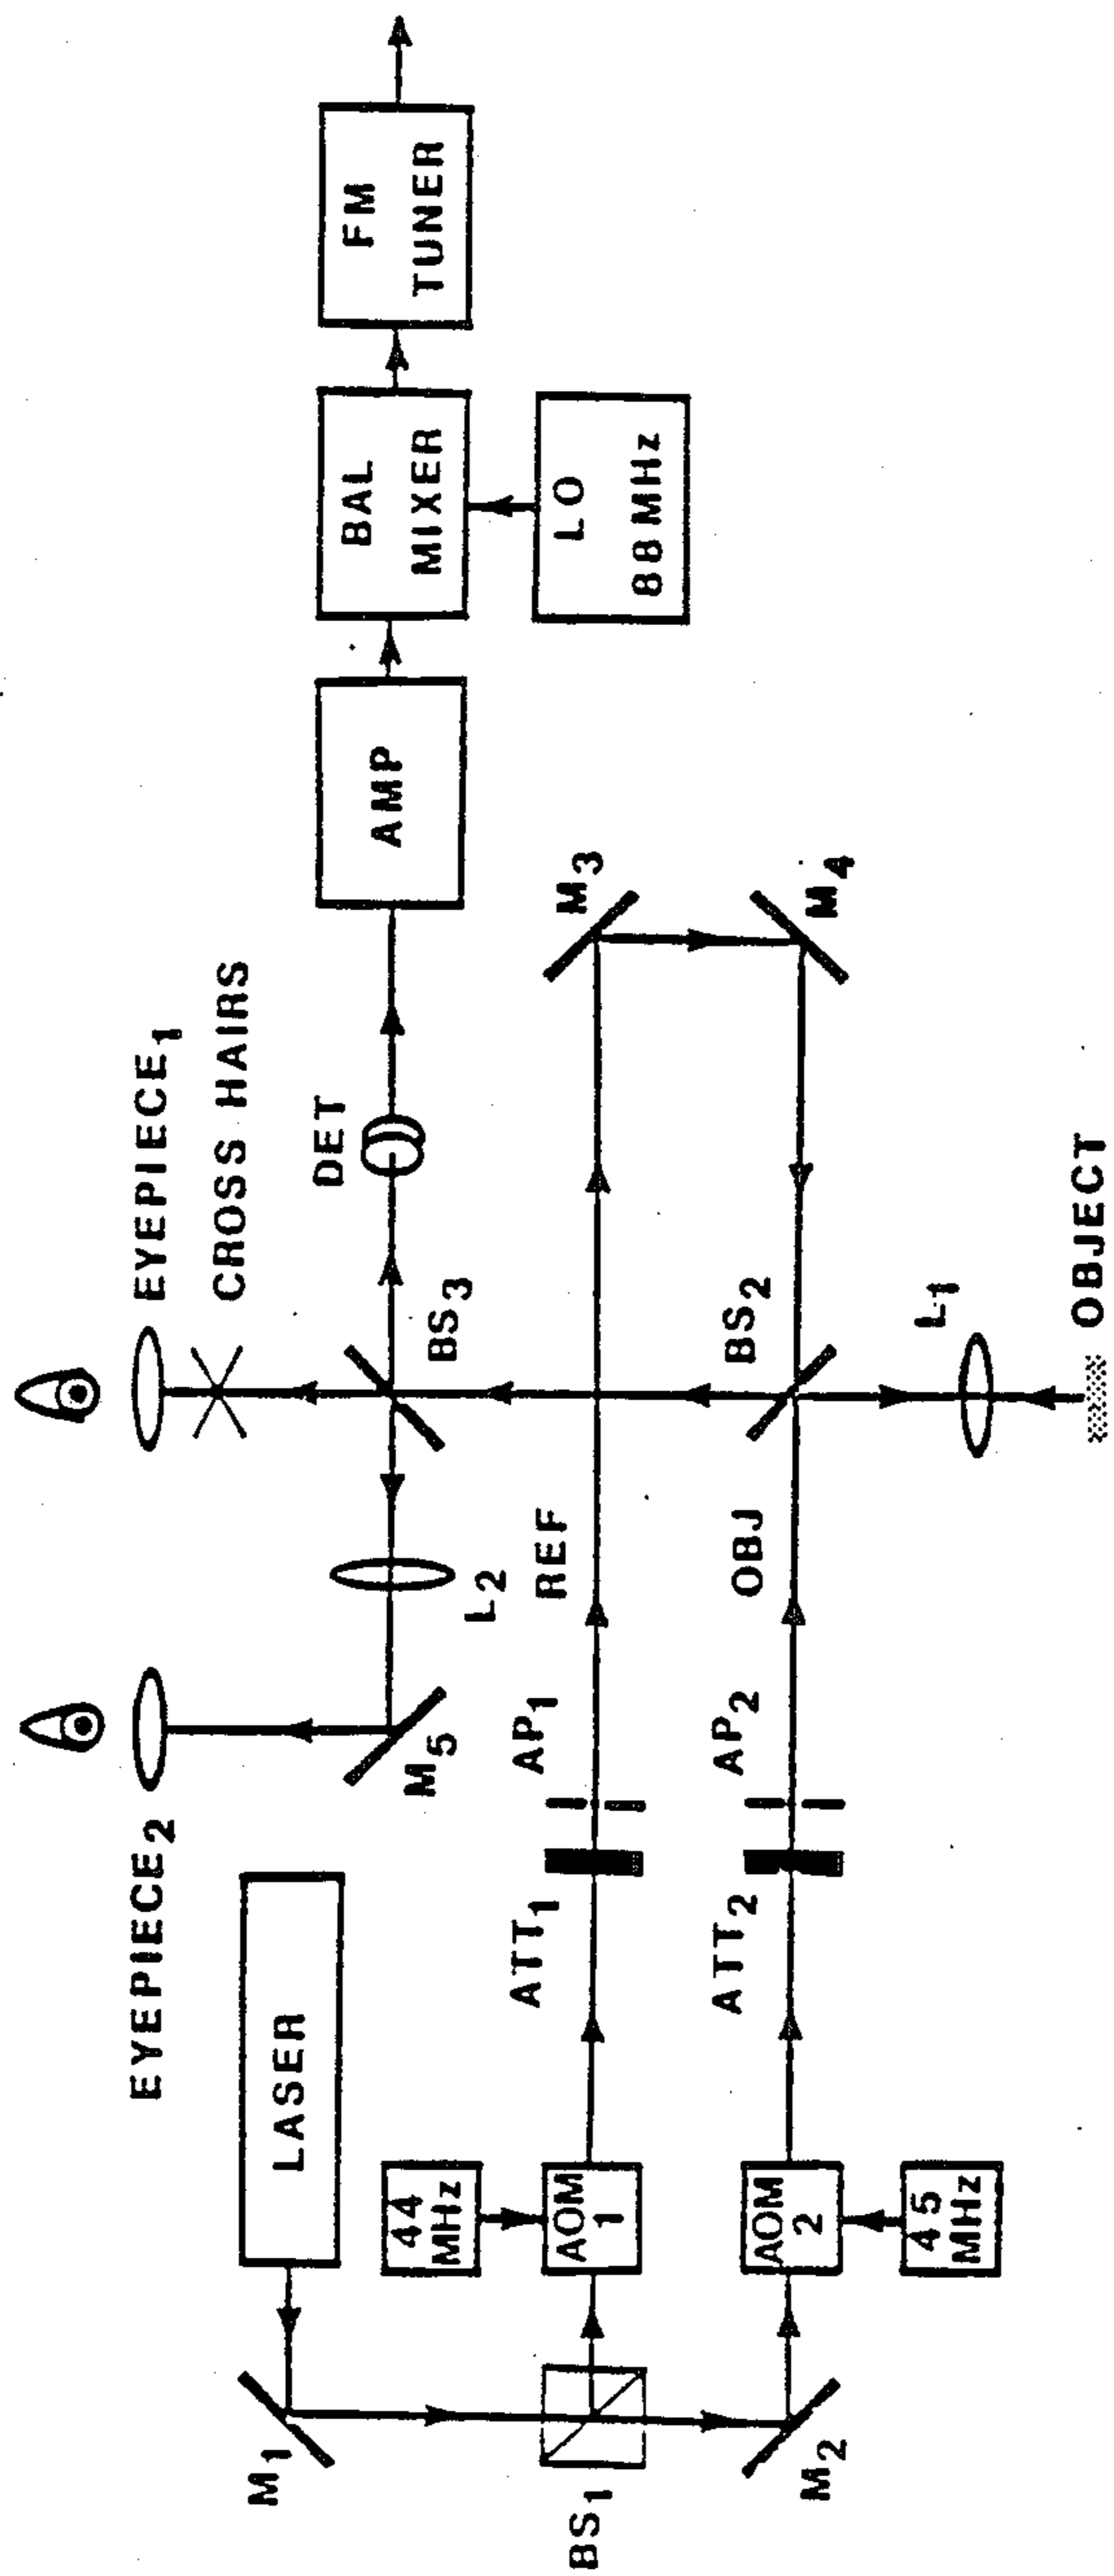 EYEPIECE2
EYEPIECE1
CROSS HAIRS
LASER
M1
M5
L2
BS3
DET
AMP
BAL
MIXER
FM
TUNER
LO
88 MHz
44
MHz
AOM
1
ATT1
AP1
REF
M3
BS1
M2
AOM
2
45
MHz
ATT2
AP2
OBJ
BS2
M4
L1
OBJECT